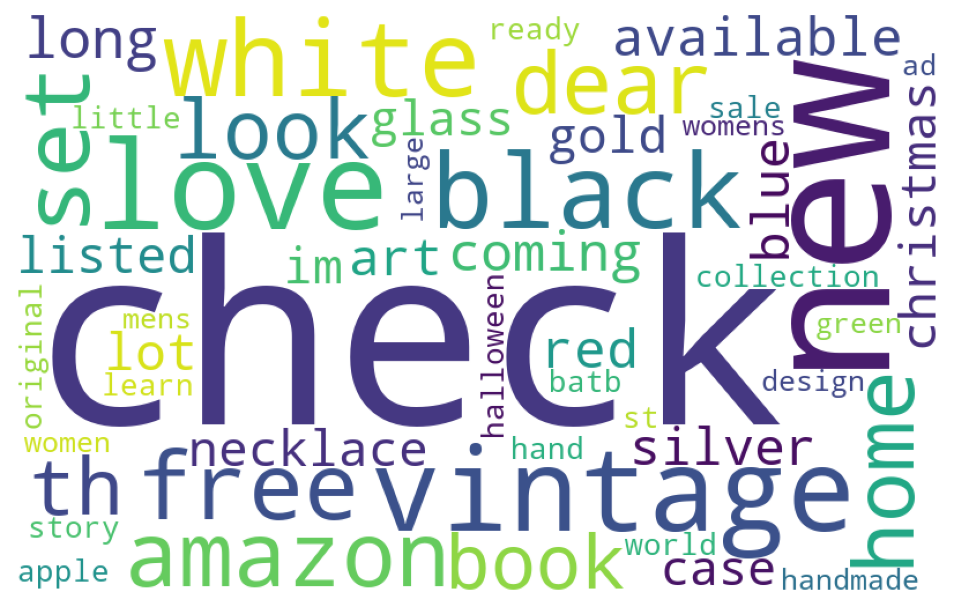 long
white
ready
available
dear
ad
set
little
look
glass
sale
gold
womens
new
love
large
black
blue
christmas
listed
im
art
coming
collection
check
original
mens
lot
learn
halloween
red
batb
green
design
women
necklace
hand
st
silver
home
th
free
vintage
story
amazon
book
world
case
apple
handmade